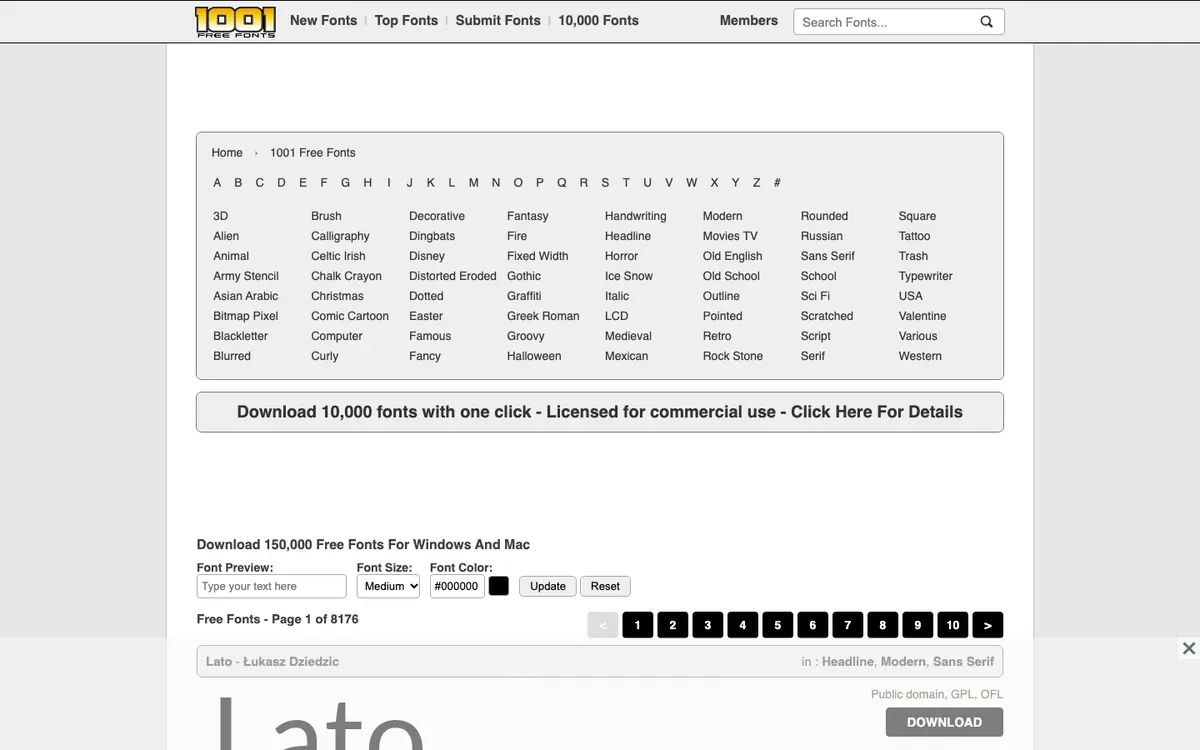 1001
FREE FONTS
New Fonts
Top Fonts
Submit Fonts
10,000 Fonts
Members
Search Fonts...
Home › 1001 Free Fonts
A B C D E F G H I J K L M N O P Q R S T U V W X Y Z #
3D Brush Decorative Fantasy Handwriting Modern Rounded Square
Alien Calligraphy Dingbats Fire Headline Movies TV Russian Tattoo
Animal Celtic Irish Disney Fixed Width Horror Old English Sans Serif Trash
Army Stencil Chalk Crayon Distorted Eroded Gothic Ice Snow Old School School Typewriter
Asian Arabic Christmas Dotted Graffiti Italic Outline Sci Fi USA
Bitmap Pixel Comic Cartoon Easter Greek Roman LCD Pointed Scratched Valentine
Blackletter Computer Famous Groovy Medieval Retro Script Various
Blurred Curly Fancy Halloween Mexican Rock Stone Serif Western
Download 10,000 fonts with one click - Licensed for commercial use - Click Here For Details
Download 150,000 Free Fonts For Windows And Mac
Font Preview: Font Size: Font Color:
Type your text here Medium #000000 Update Reset
Free Fonts - Page 1 of 8176
< 1 2 3 4 5 6 7 8 9 10 >
Lato - Łukasz Dziedzic
in : Headline, Modern, Sans Serif
Public domain, GPL, OFL
DOWNLOAD
Lato